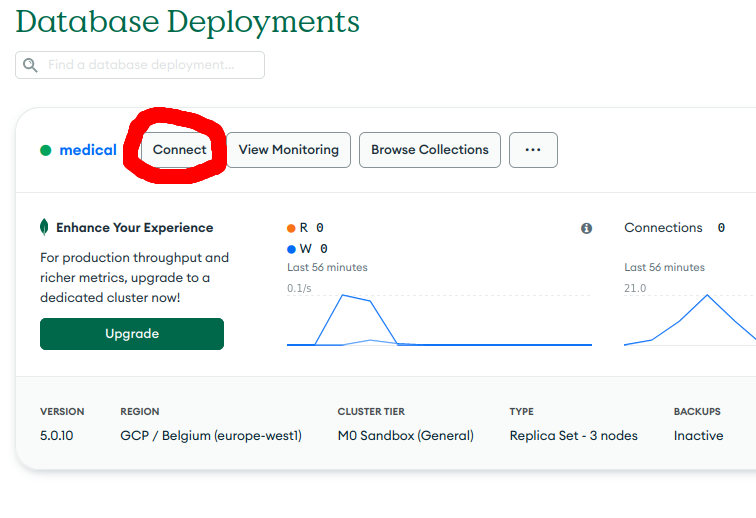 Database Deployments
Find a database deployment...
medical
Connect
View Monitoring
Browse Collections
...
Enhance Your Experience
For production throughput and
richer metrics, upgrade to a
dedicated cluster now!
Upgrade
R 0
W 0
Last 56 minutes
0.1/s
Connections 0
Last 56 minutes
21.0
VERSION
5.0.10
REGION
GCP / Belgium (europe-west1)
CLUSTER TIER
M0 Sandbox (General)
TYPE
Replica Set - 3 nodes
BACKUPS
Inactive